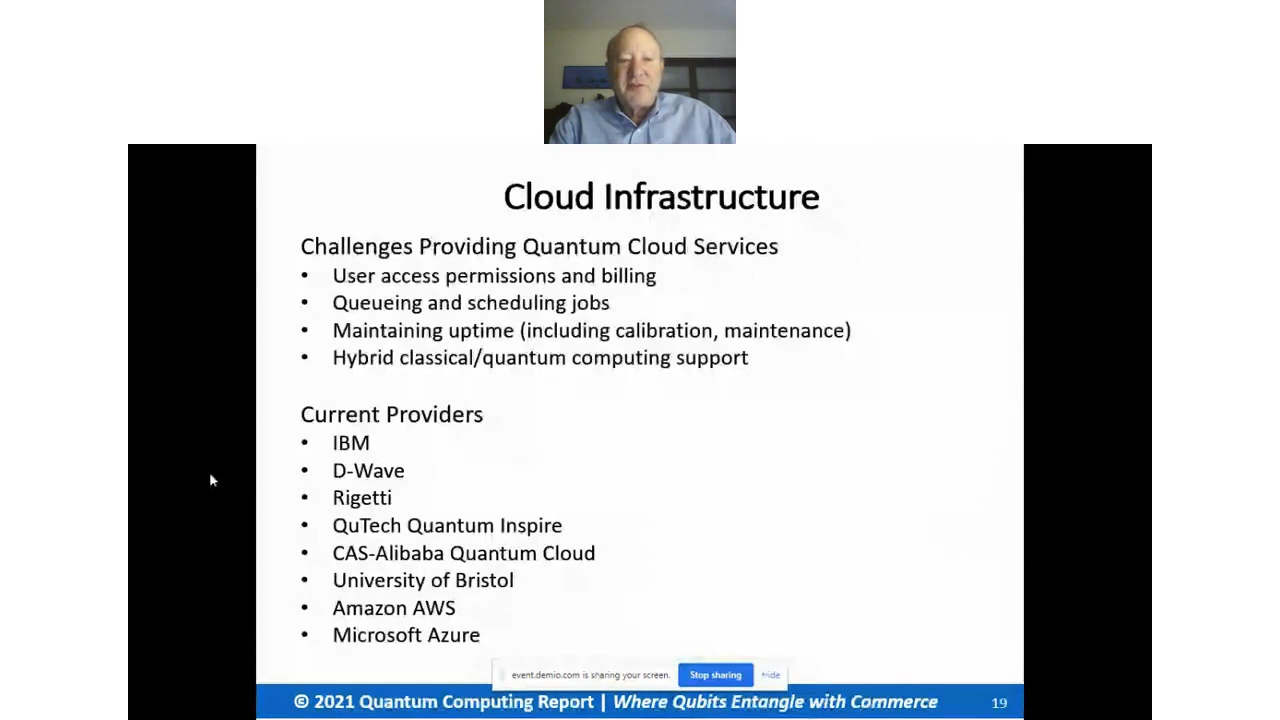 Cloud Infrastructure
Challenges Providing Quantum Cloud Services
• User access permissions and billing
• Queueing and scheduling jobs
• Maintaining uptime (including calibration, maintenance)
• Hybrid classical/quantum computing support
Current Providers
• IBM
• D-Wave
• Rigetti
• QuTech Quantum Inspire
• CAS-Alibaba Quantum Cloud
• University of Bristol
• Amazon AWS
• Microsoft Azure
event.demio.com is sharing your screen. Stop sharing Hide
© 2021 Quantum Computing Report | Where Qubits Entangle with Commerce 19